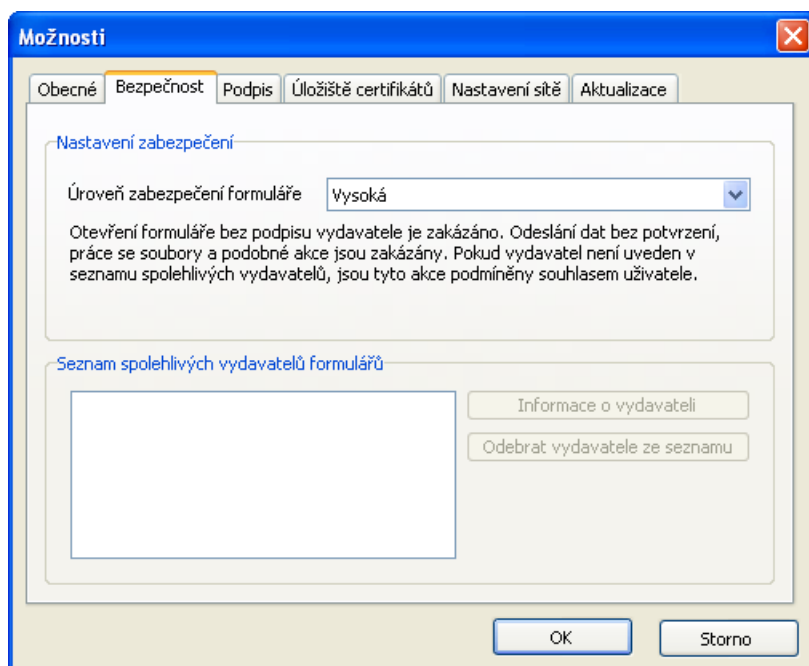 Možnosti
Obecné Bezpečnost Podpis Úložiště certifikátů Nastavení sítě Aktualizace
Nastavení zabezpečení
Úroveň zabezpečení formuláře Vysoká
Otevření formuláře bez podpisu vydavatele je zakázáno. Odeslání dat bez potvrzení,
práce se soubory a podobné akce jsou zakázány. Pokud vydavatel není uveden v
seznamu spolehlivých vydavatelů, jsou tyto akce podmíněny souhlasem uživatele.
Seznam spolehlivých vydavatelů formulářů
Informace o vydavateli
Odebrat vydavatele ze seznamu
OK Storno